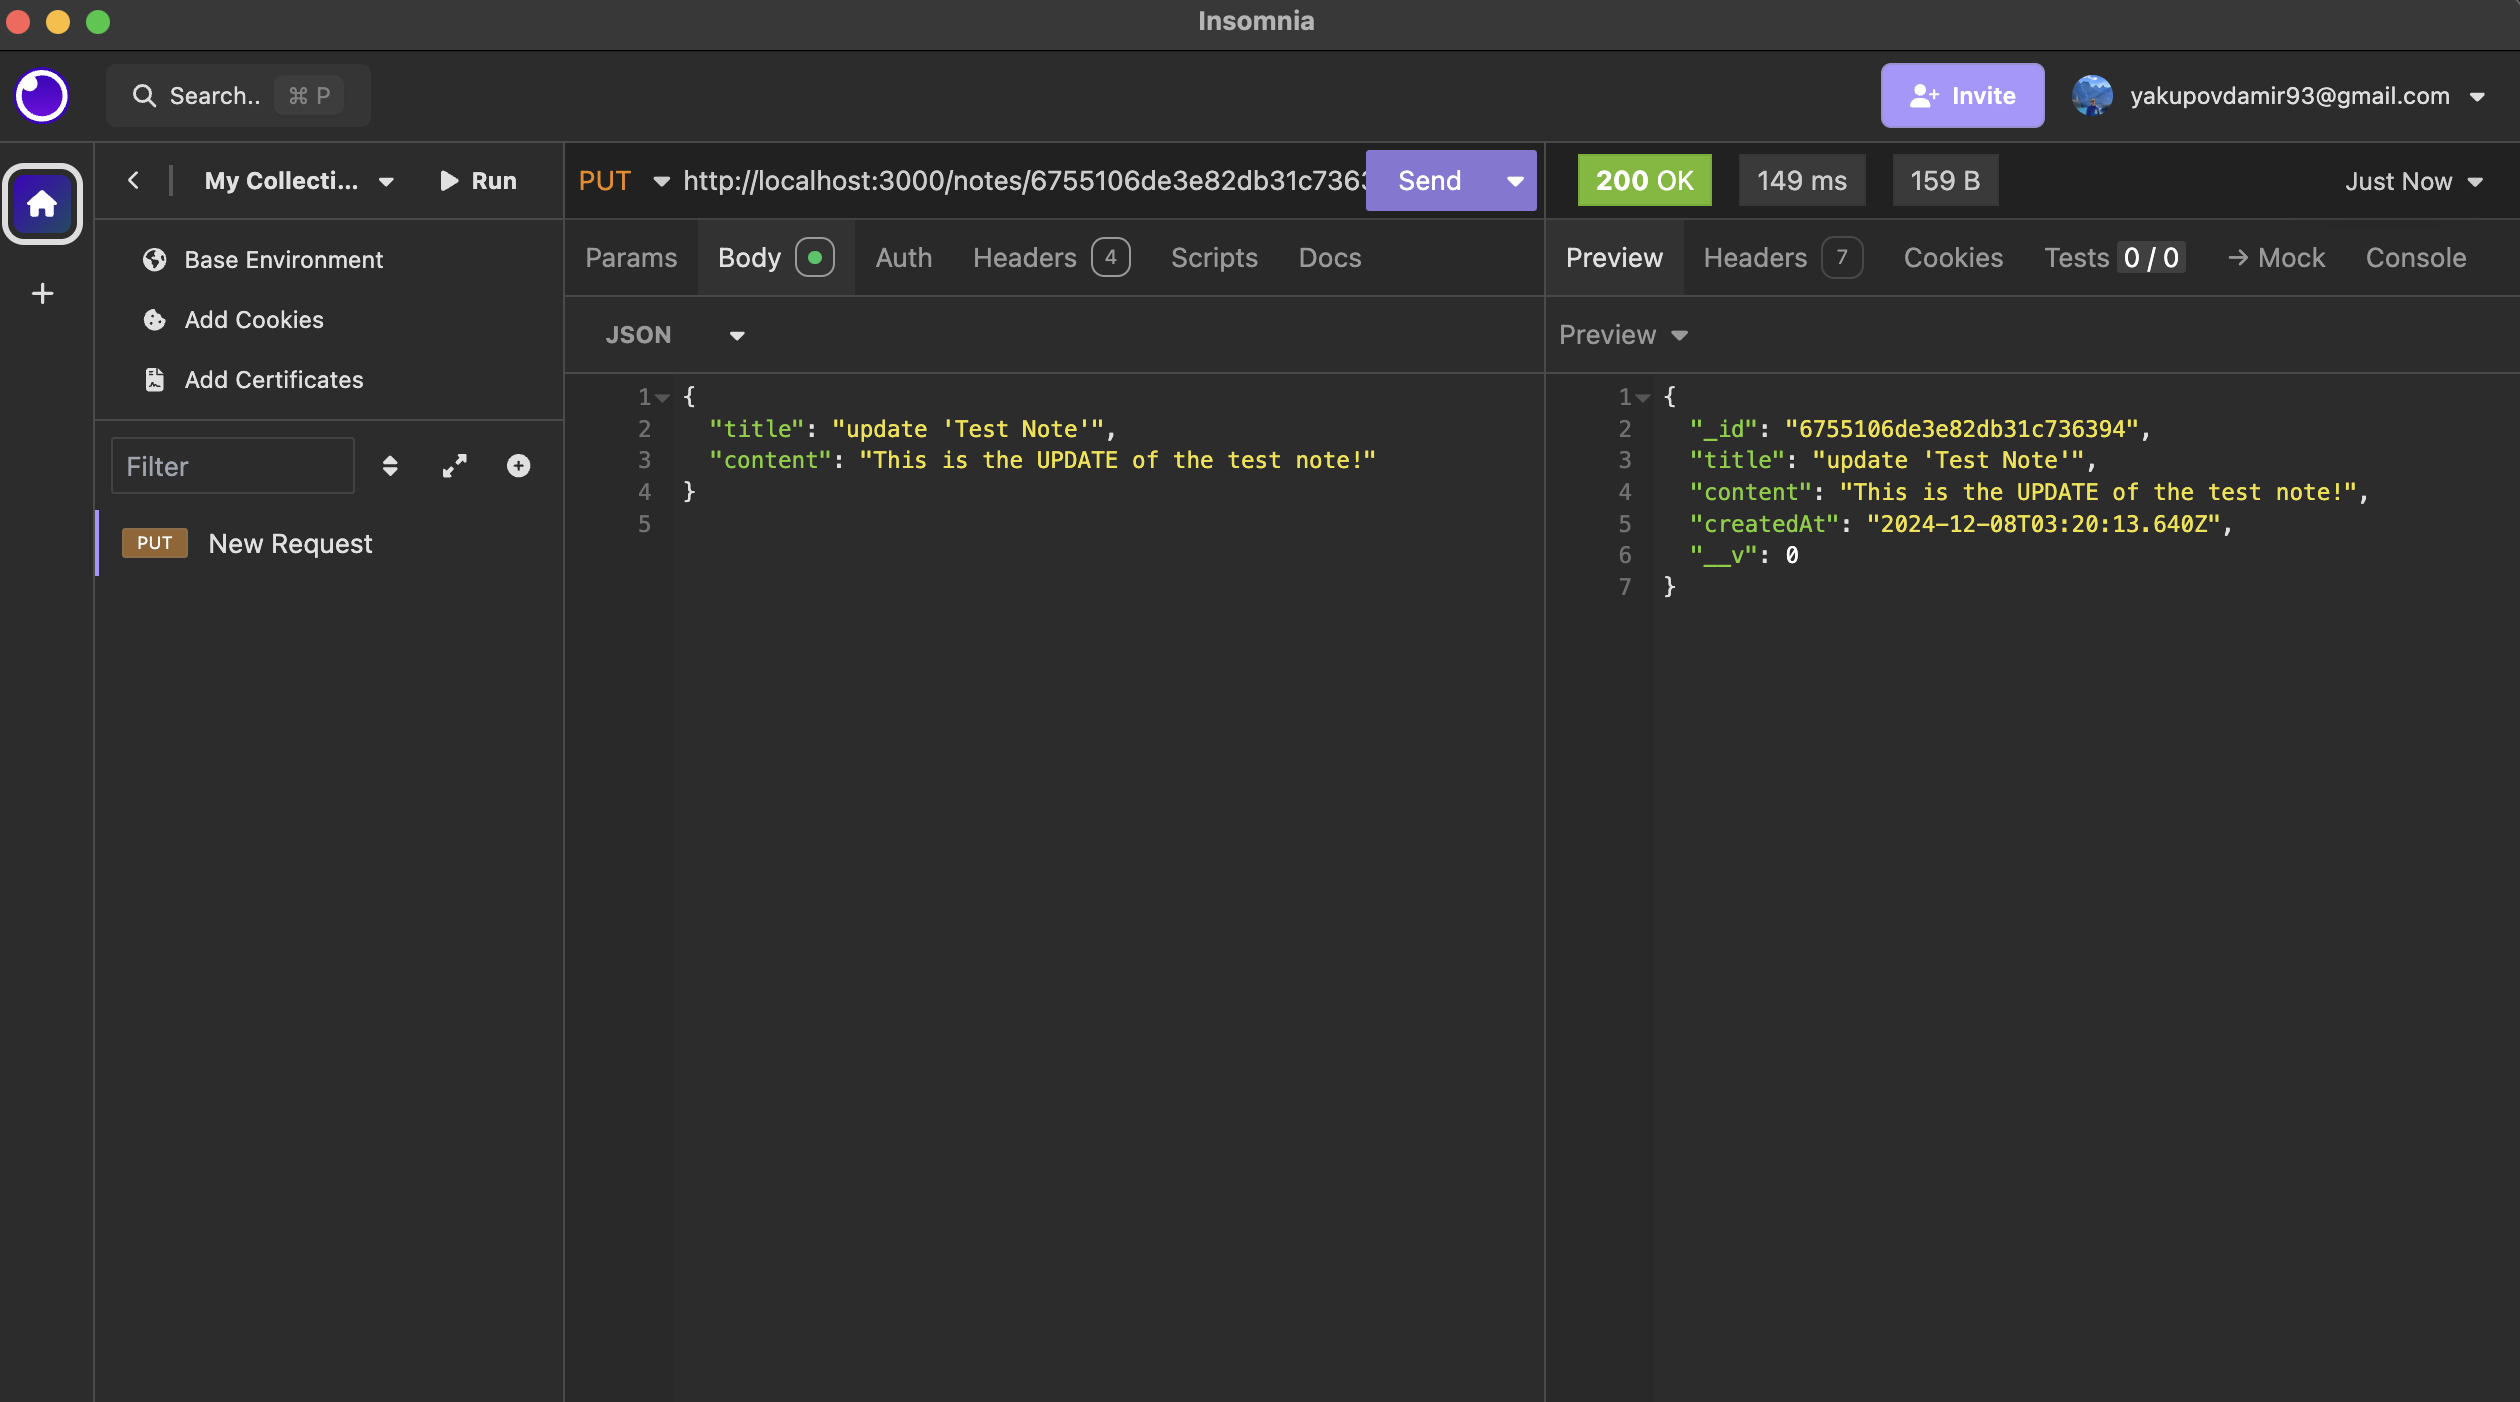 Insomnia
Search.. ⌘ P
Invite
yakupovdamir93@gmail.com
My Collecti... Run
PUT http://localhost:3000/notes/6755106de3e82db31c7363
Send
200 OK 149 ms 159 B Just Now
Base Environment
Add Cookies
Add Certificates
Filter
PUT New Request
Params Body Auth Headers 4 Scripts Docs
JSON
1 {
2 "title": "update 'Test Note'",
3 "content": "This is the UPDATE of the test note!"
4 }
5
Preview Headers 7 Cookies Tests 0 / 0 → Mock Console
Preview
1 {
2 "_id": "6755106de3e82db31c736394",
3 "title": "update 'Test Note'",
4 "content": "This is the UPDATE of the test note!",
5 "createdAt": "2024-12-08T03:20:13.640Z",
6 "__v": 0
7 }